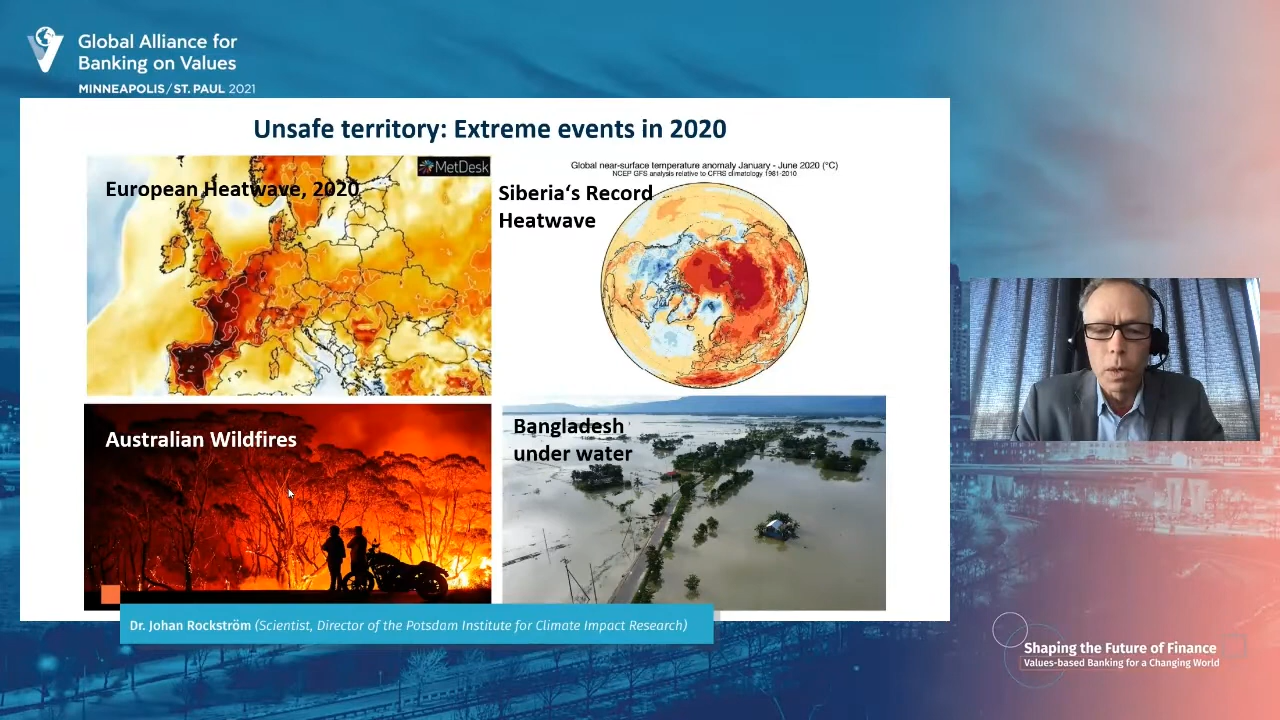 Global Alliance for
Banking on Values
MINNEAPOLIS/ST. PAUL 2021
Unsafe territory: Extreme events in 2020
MetDesk
European Heatwave, 2020
Global near-surface temperature anomaly January - June 2020 (°C)
NCEP GFS analysis relative to CFRS climatology 1981-2010
Siberia‘s Record
Heatwave
Australian Wildfires
Bangladesh
under water
Dr. Johan Rockström (Scientist, Director of the Potsdam Institute for Climate Impact Research)
Shaping the Future of Finance
Values-based Banking for a Changing World